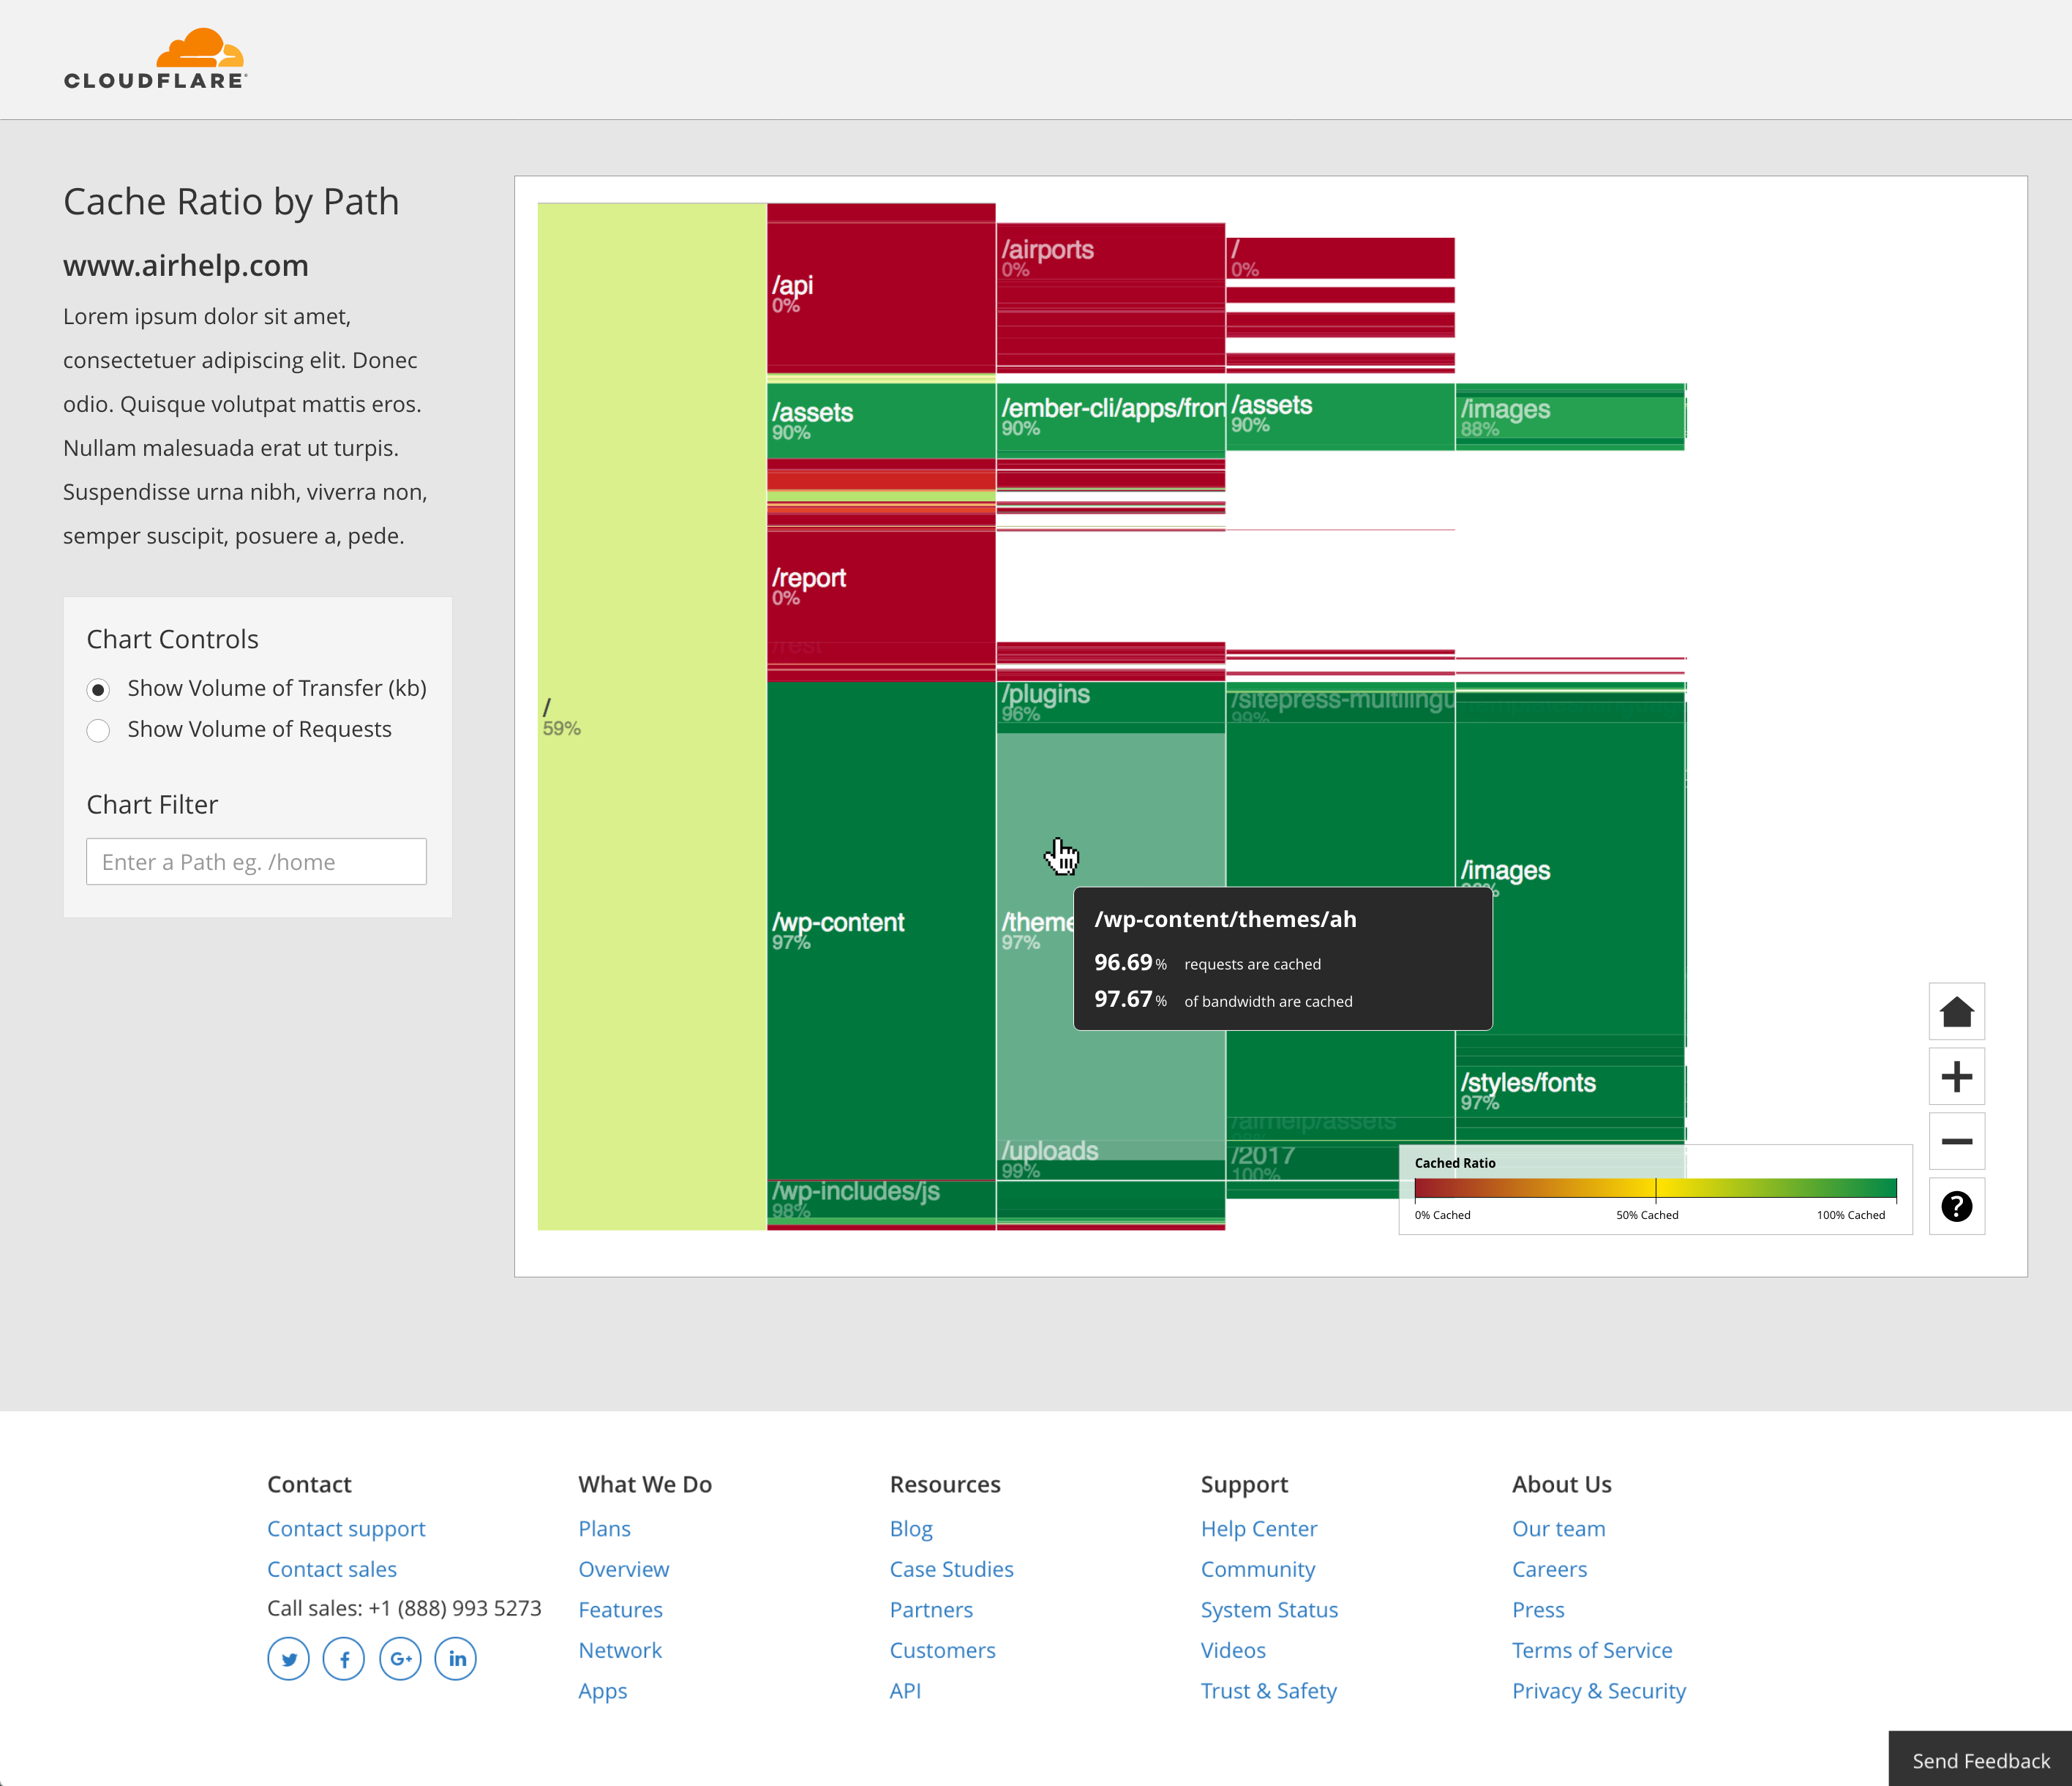 CLOUDFLARE
Cache Ratio by Path
www.airhelp.com
Lorem ipsum dolor sit amet,
consectetuer adipiscing elit. Donec
odio. Quisque volutpat mattis eros.
Nullam malesuada erat ut turpis.
Suspendisse urna nibh, viverra non,
semper suscipit, posuere a, pede.
Chart Controls
Show Volume of Transfer (kb)
Show Volume of Requests
Chart Filter
Enter a Path eg. /home
/
59%
/api
0%
/assets
90%
/report
0%
/rest
/wp-content
97%
/wp-includes/js
98%
/airports
0%
/ember-cli/apps/fron
90%
/plugins
96%
/theme
97%
/uploads
99%
/
0%
/assets
90%
/sitepress-multilingu
99%
/airhelp/assets
/2017
100%
/images
88%
/images
/styles/fonts
97%
/wp-content/themes/ah
96.69% requests are cached
97.67% of bandwidth are cached
Cached Ratio
0% Cached 50% Cached 100% Cached
?
Contact
Contact support
Contact sales
Call sales: +1 (888) 993 5273
What We Do
Plans
Overview
Features
Network
Apps
Resources
Blog
Case Studies
Partners
Customers
API
Support
Help Center
Community
System Status
Videos
Trust & Safety
About Us
Our team
Careers
Press
Terms of Service
Privacy & Security
Send Feedback